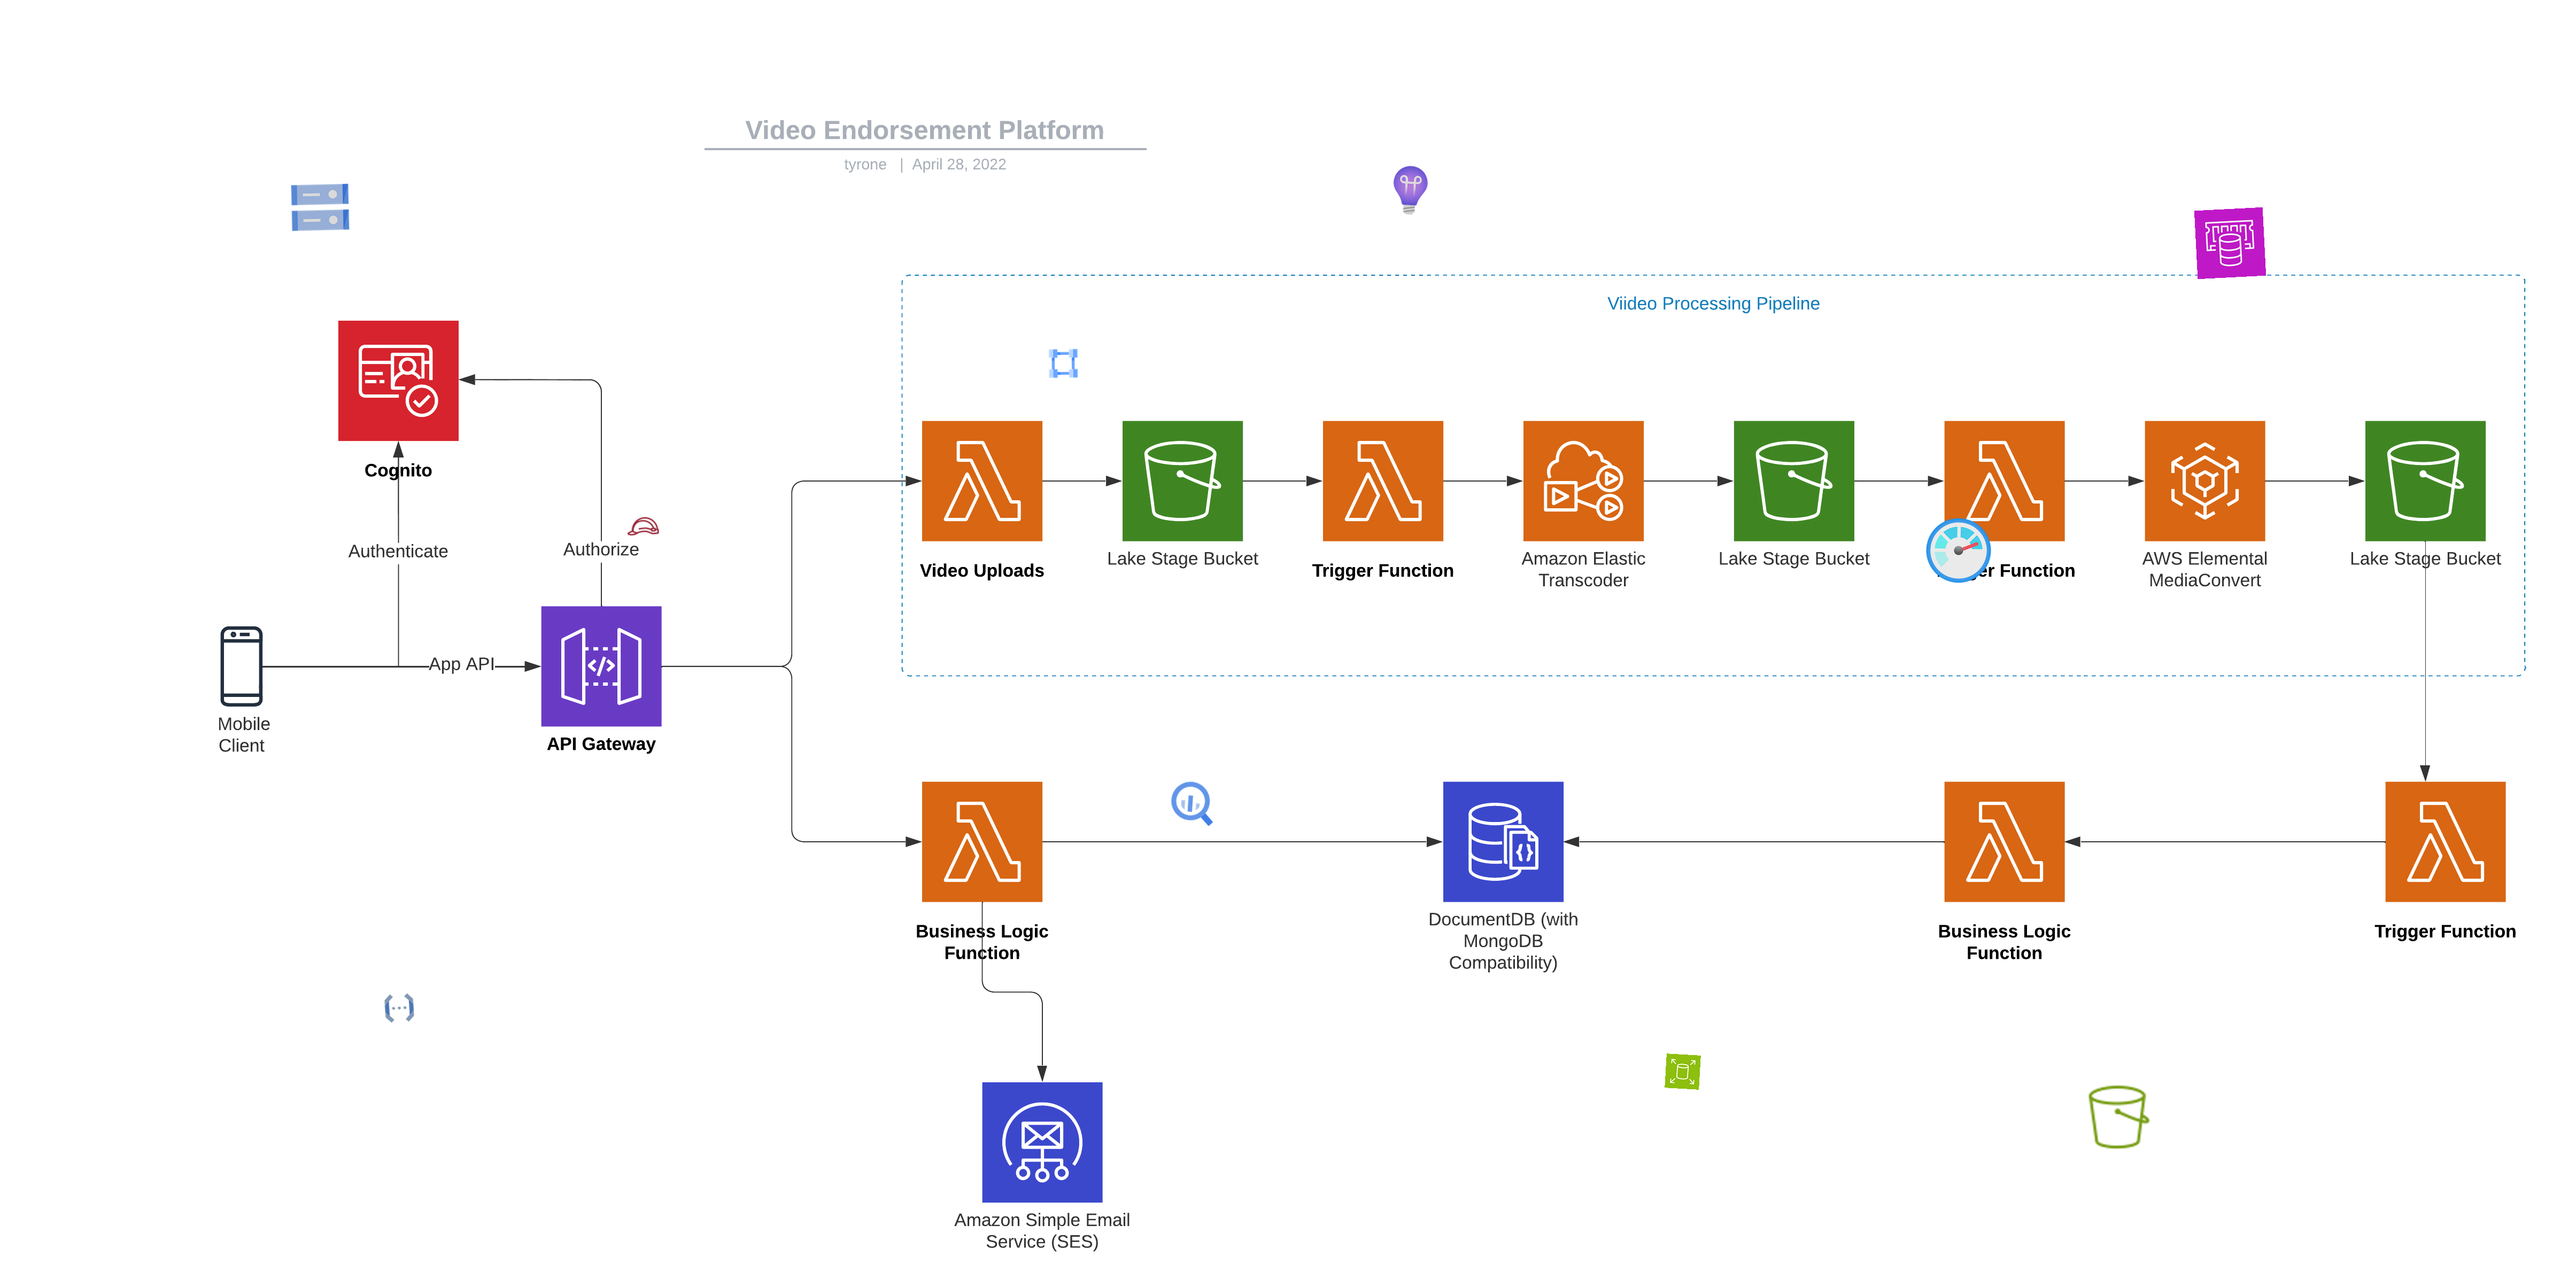 Video Endorsement Platform
tyrone | April 28, 2022
Viideo Processing Pipeline
Cognito
Authenticate
Authorize
App API
Mobile
Client
API Gateway
Video Uploads
Lake Stage Bucket
Trigger Function
Amazon Elastic
Transcoder
Lake Stage Bucket
Function
AWS Elemental
MediaConvert
Lake Stage Bucket
Business Logic
Function
DocumentDB (with
MongoDB
Compatibility)
Business Logic
Function
Trigger Function
Amazon Simple Email
Service (SES)